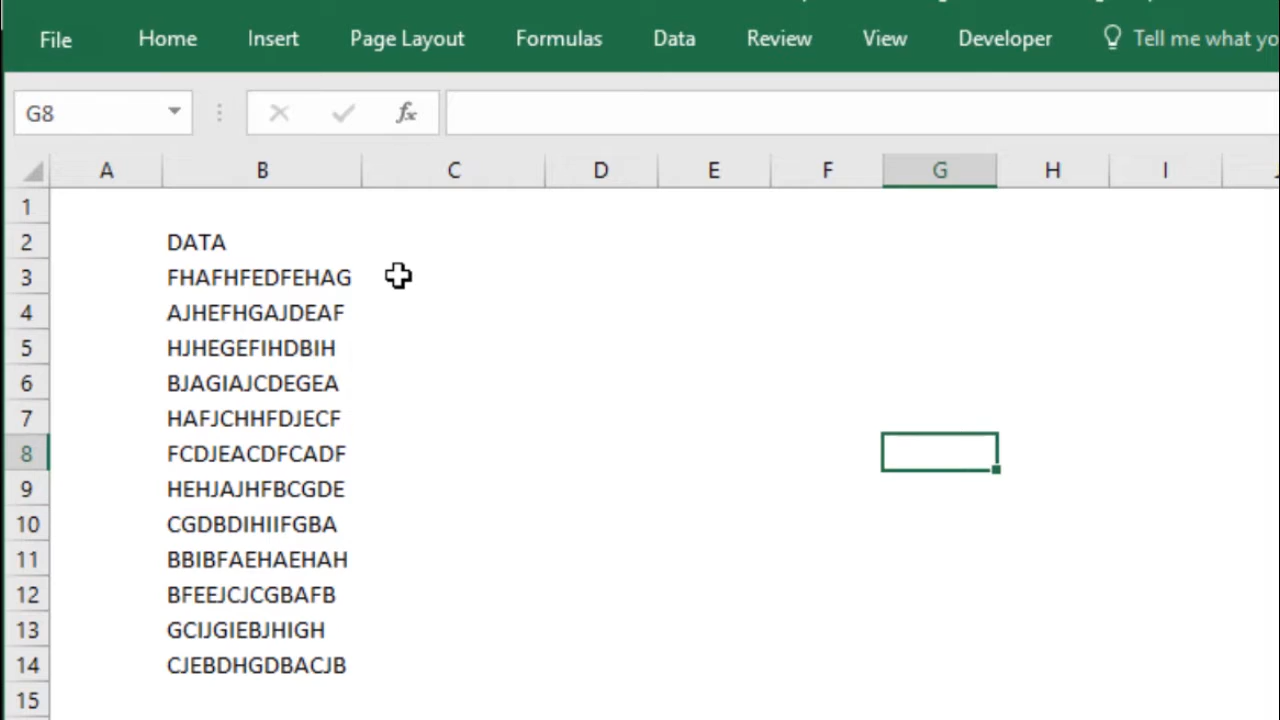 File Home Insert Page Layout Formulas Data Review View Developer Tell me what yo
G8 fx
A B C D E F G H I
1
2 DATA
3 FHAFHFEDFEHAG
4 AJHEFHGAJDEAF
5 HJHEGEFIHDBIH
6 BJAGIAJCDEGEA
7 HAFJCHHFDJECF
8 FCDJEACDFCADF
9 HEHJAJHFBCGDE
10 CGDBDIHIIFGBA
11 BBIBFAEHAEHAH
12 BFEEJCJCGBAFB
13 GCIJGIEBJHIGH
14 CJEBDHGDBACJB
15